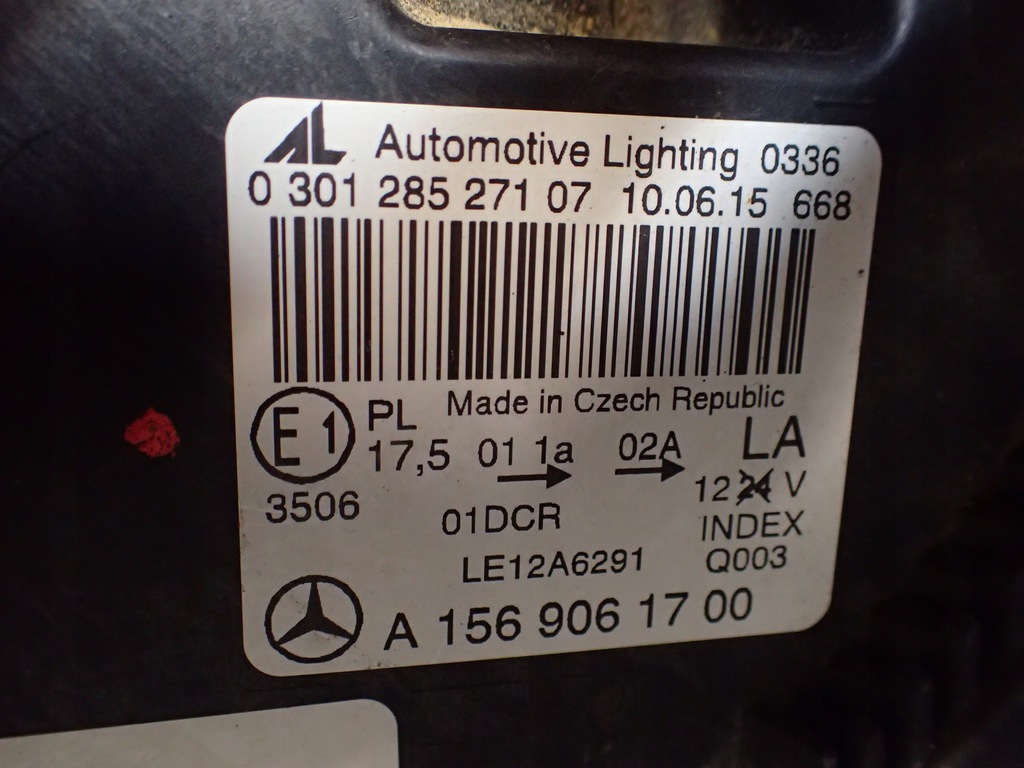 AL Automotive Lighting 0336
0 301 285 271 07 10.06.15 668
Made in Czech Republic
E1 PL
17,5 01 1a 02A LA
3506
12 24 V
01DCR INDEX
LE12A6291 Q003
A 156 906 17 00